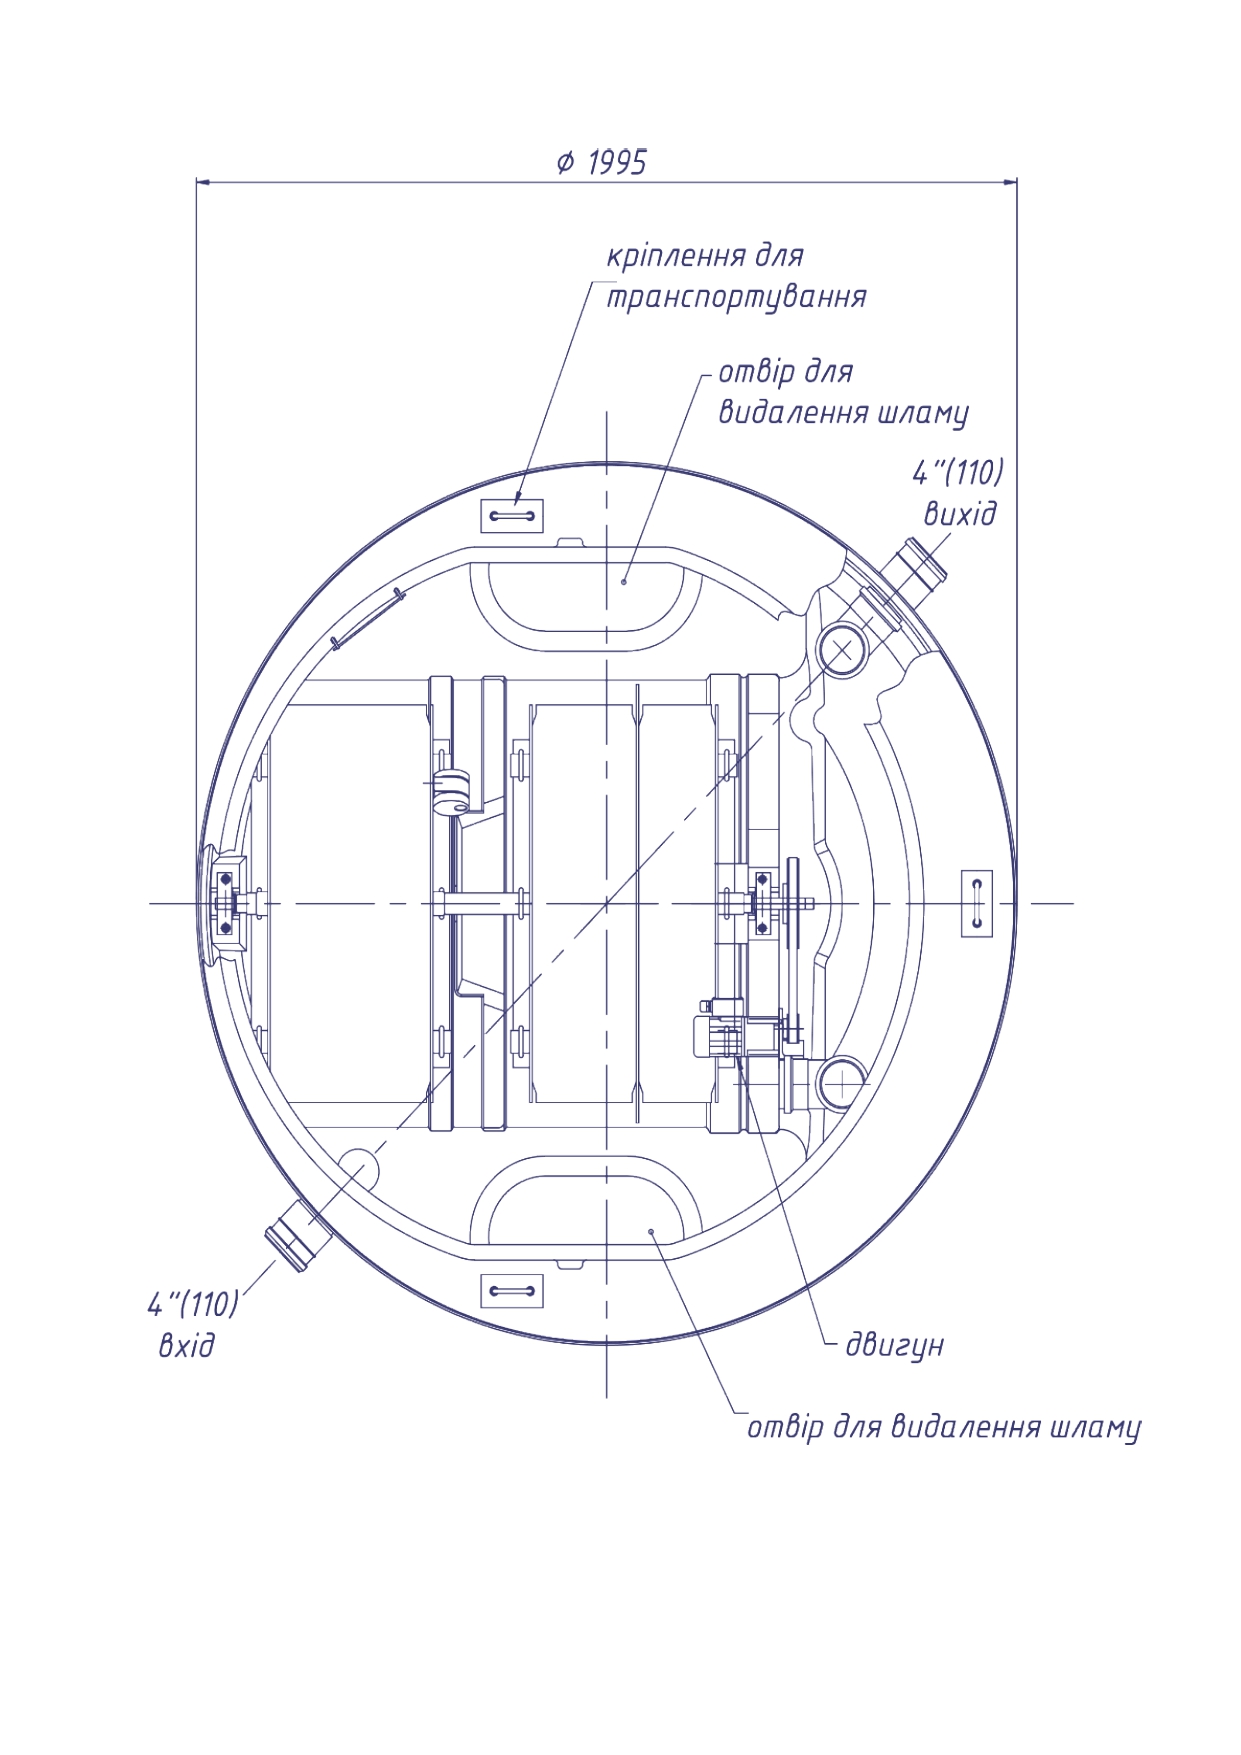 ⌀ 1995
кріплення для
транспортування
отвір для
видалення шламу
4"(110)
вихід
4"(110)
вхід
двигун
отвір для видалення шламу